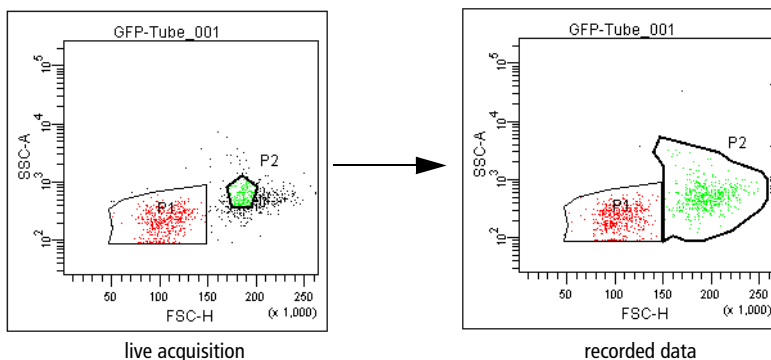 GFP-Tube_001
SSC-A
10^5
10^4
10^3
10^2
P1
P2
50 100 150 200 250
FSC-H (x 1,000)
live acquisition
GFP-Tube_001
SSC-A
10^5
10^4
10^3
10^2
P1
P2
50 100 150 200 250
FSC-H (x 1,000)
recorded data